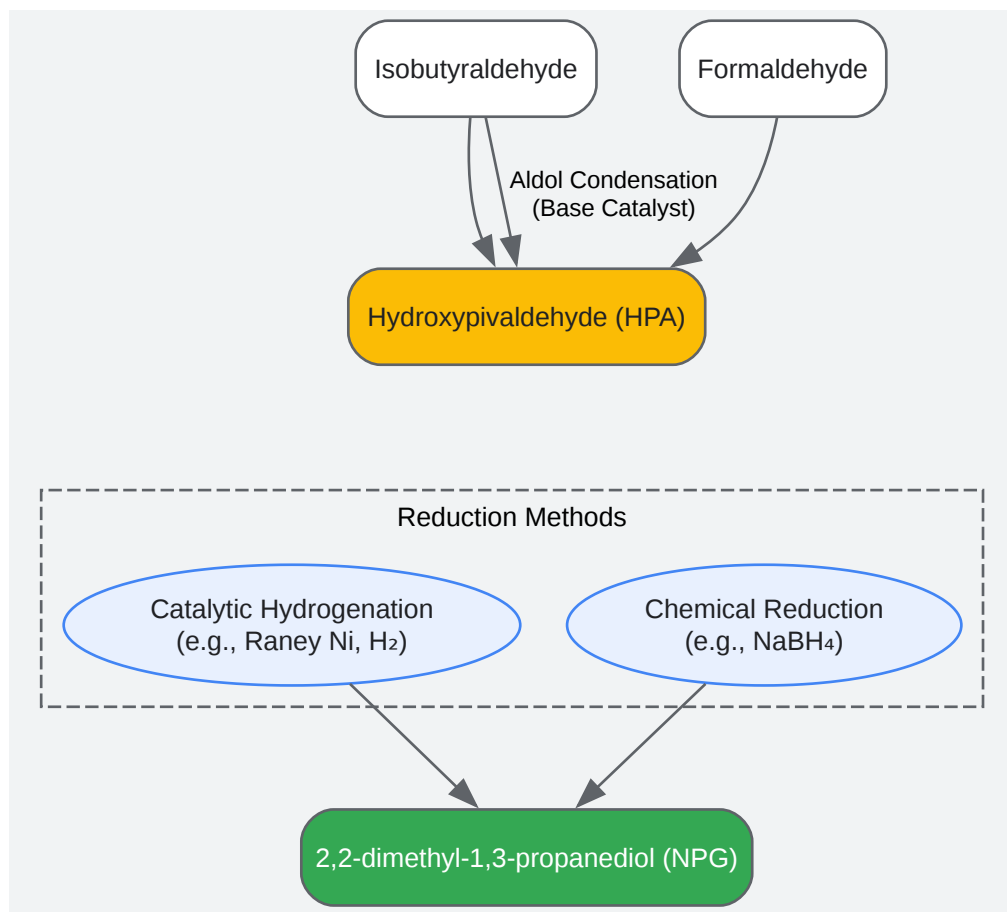 Isobutyraldehyde
Formaldehyde
Aldol Condensation
(Base Catalyst)
Hydroxypivaldehyde (HPA)
Reduction Methods
Catalytic Hydrogenation
(e.g., Raney Ni, H₂)
Chemical Reduction
(e.g., NaBH₄)
2,2-dimethyl-1,3-propanediol (NPG)